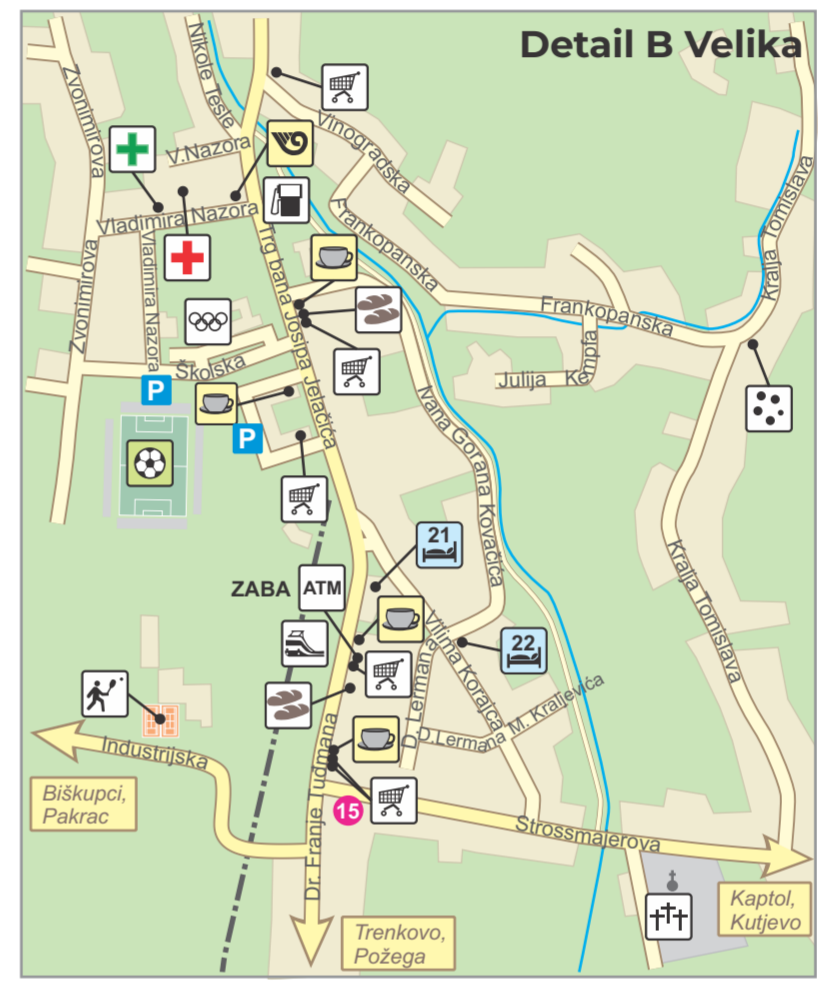 Detail B Velika
Zvonimirova
Nikole Tesle
Vinogradska
V.Nazora
Vladimira Nazora
Frankopanska
Kralja Tomislava
Zvonimirova
Vladimira Nazora
Trg bana Josipa Jelačića
Frankopanska
Školska
Julija Kempfa
P
P
Ivana Gorana Kovačića
21
ZABA
ATM
Kralja Tomislava
Vilima Korajca
22
D. Lermana
M. Kraljevića
D.Lermana
Industrijska
Dr. Franje Tuđmana
Biškupci,
Pakrac
15
Strossmajerova
Kaptol,
Kutjevo
Trenkovo,
Požega